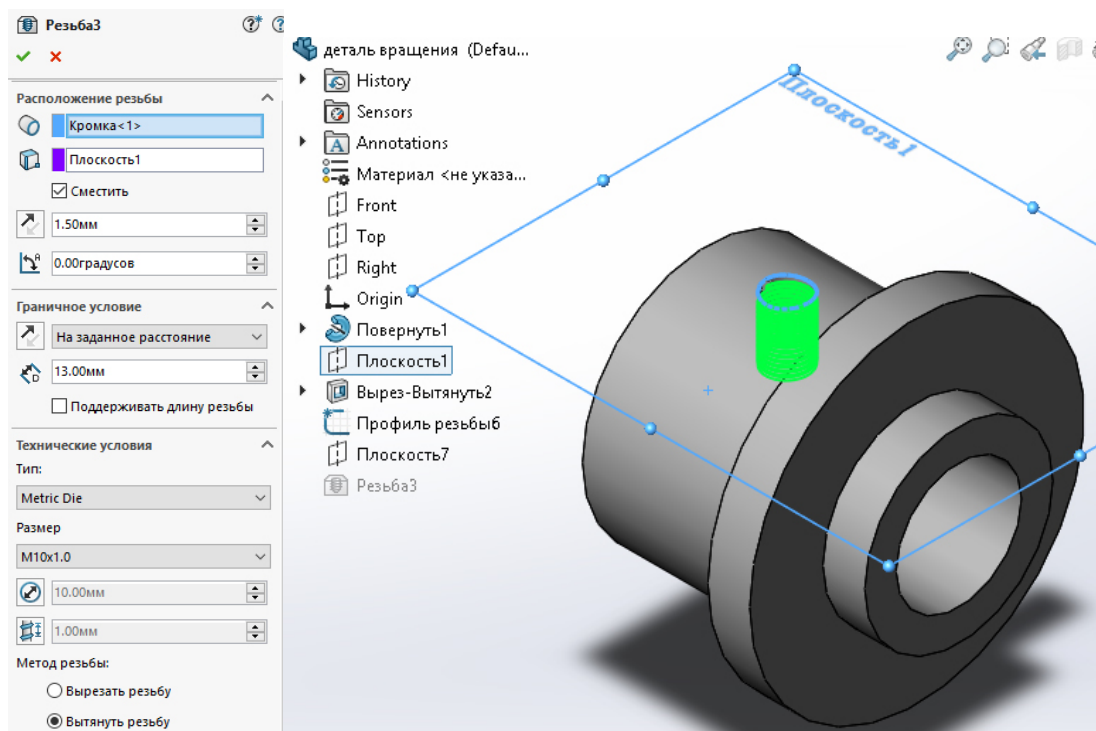 Резьба3
Расположение резьбы
Кромка<1>
Плоскость1
Сместить
1.50мм
0.00градусов
Граничное условие
На заданное расстояние
13.00мм
Поддерживать длину резьбы
Технические условия
Тип:
Metric Die
Размер
M10x1.0
10.00мм
1.00мм
Метод резьбы:
Вырезать резьбу
Вытянуть резьбу
деталь вращения (Defau...
History
Sensors
Annotations
Материал <не указа...
Front
Top
Right
Origin
Повернуть1
Плоскость1
Вырез-Вытянуть2
Профиль резьбы6
Плоскость7
Резьба3
Плоскость1